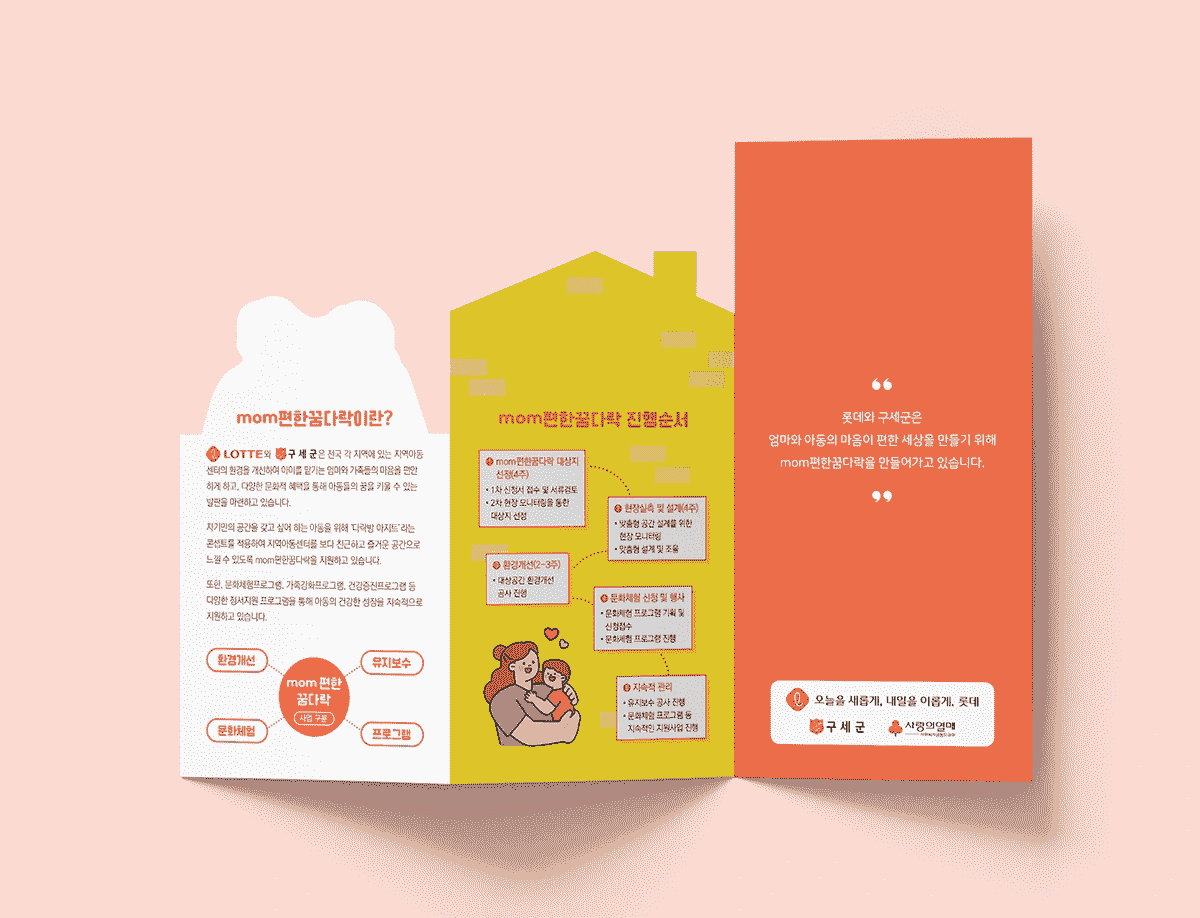 mom편한꿈다락이란?
LOTTE와 구세군은 전국 각 지역에 있는 지역아동
센터의 환경을 개선하여 아이를 맡기는 엄마와 가족들의 마음을 편안
하게 하고, 다양한 문화적 혜택을 통해 아동들의 꿈을 키울 수 있는
발판을 마련하고 있습니다.
자기만의 공간을 갖고 싶어 하는 아동을 위해 '다락방 아지트'라는
콘셉트를 적용하여 지역아동센터를 보다 친근하고 즐거운 공간으로
느낄 수 있도록 mom편한꿈다락을 지원하고 있습니다.
또한, 문화체험프로그램, 가족강화프로그램, 건강증진프로그램 등
다양한 정서지원 프로그램을 통해 아동의 건강한 성장을 지속적으로
지원하고 있습니다.
환경개선
유지보수
mom 편한
꿈다락
사업 구분
문화체험
프로그램
mom편한꿈다락 진행순서
1 mom편한꿈다락 대상지
선정(4주)
• 1차 신청서 접수 및 서류검토
• 2차 현장 모니터링을 통한
대상지 선정
2 현장실측 및 설계(4주)
• 맞춤형 공간 설계를 위한
현장 모니터링
• 맞춤형 설계 및 조율
3 환경개선(2-3주)
• 대상공간 환경개선
공사 진행
4 문화체험 신청 및 행사
• 문화체험 프로그램 기획 및
신청접수
• 문화체험 프로그램 진행
5 지속적 관리
• 유지보수 공사 진행
• 문화체험 프로그램 등
지속적인 지원사업 진행
“
롯데와 구세군은
엄마와 아동의 마음이 편한 세상을 만들기 위해
mom편한꿈다락을 만들어가고 있습니다.
”
오늘을 새롭게, 내일을 이롭게, 롯데
구세군 사랑의열매